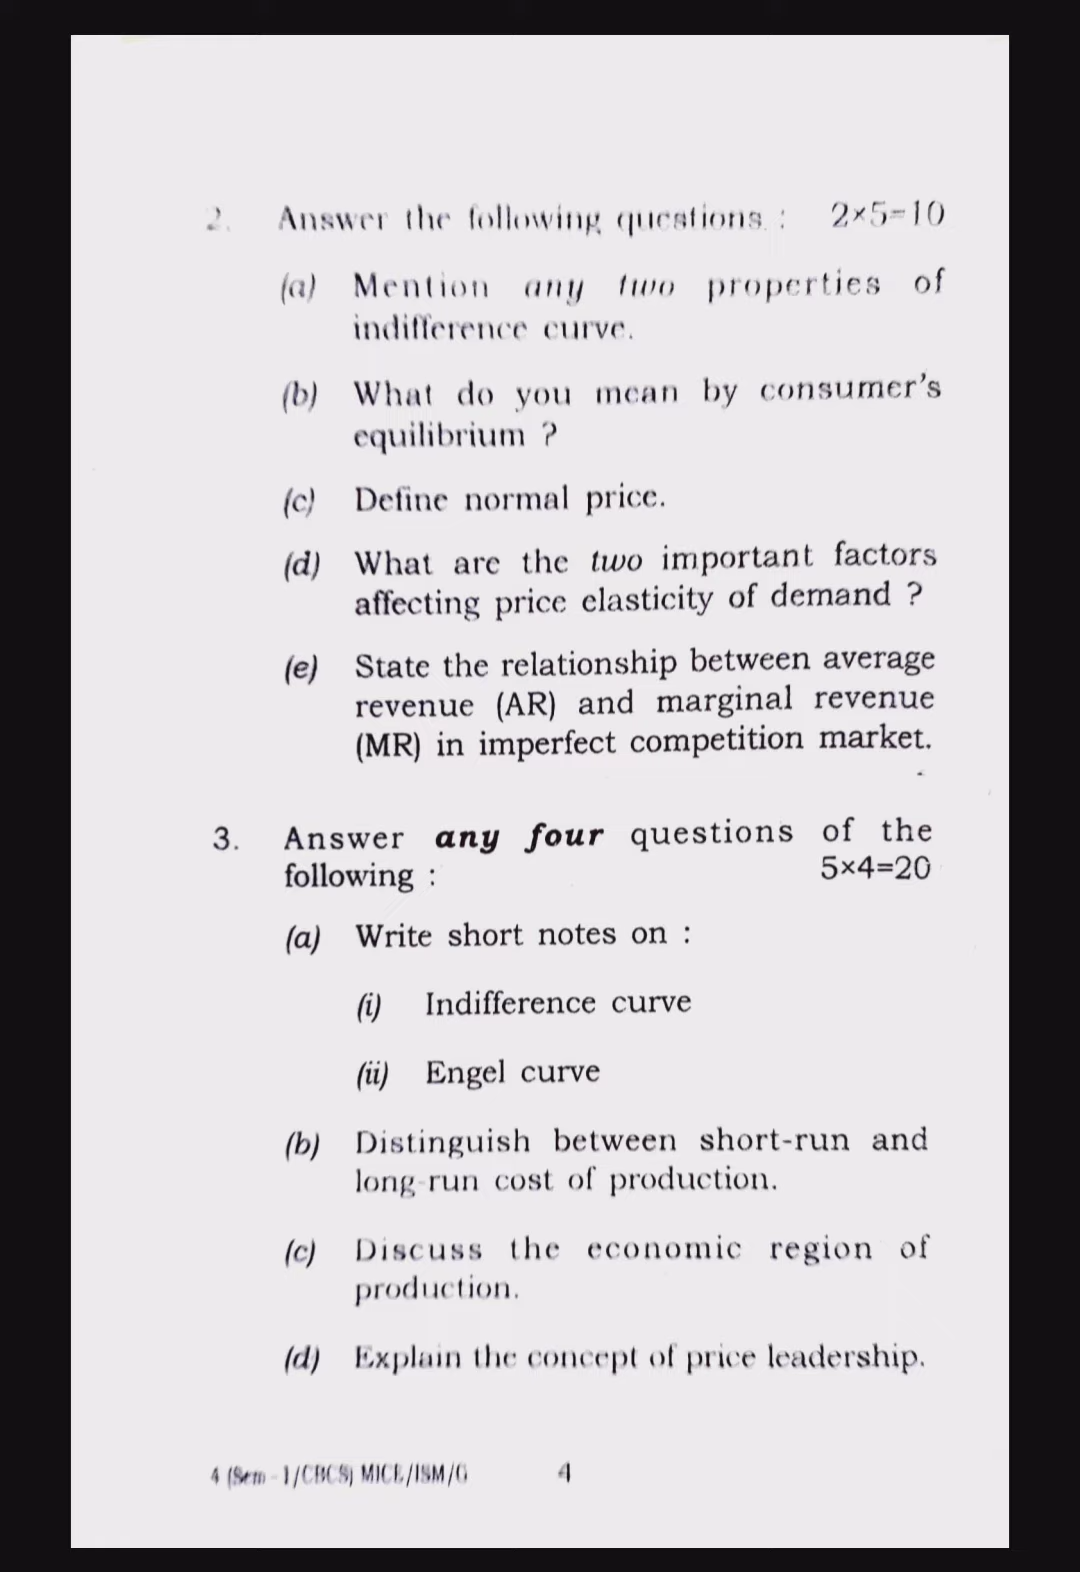 2. Answer the following questions : 2×5=10
(a) Mention any two properties of
indifference curve.
(b) What do you mean by consumer's
equilibrium ?
(c) Define normal price.
(d) What are the two important factors
affecting price elasticity of demand ?
(e) State the relationship between average
revenue (AR) and marginal revenue
(MR) in imperfect competition market.
3. Answer any four questions of the
following : 5×4=20
(a) Write short notes on :
(i) Indifference curve
(ii) Engel curve
(b) Distinguish between short-run and
long-run cost of production.
(c) Discuss the economic region of
production.
(d) Explain the concept of price leadership.
4 (Sem-1/CBCS) MICE/ISM/G 4